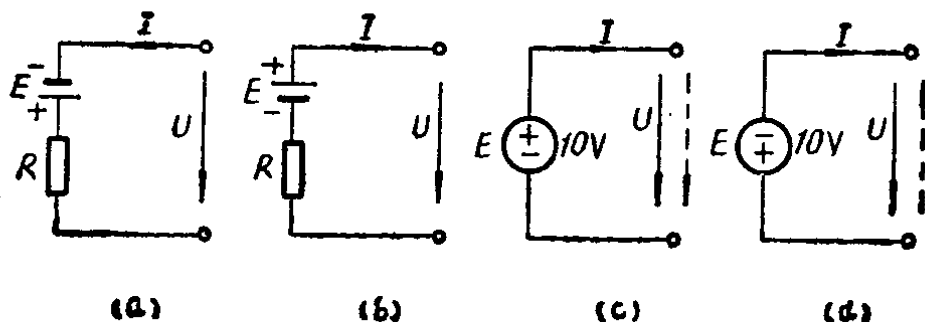 I I I I
E - + E + - E + - 10V E - + 10V
U U U U
R R
(a) (b) (c) (d)